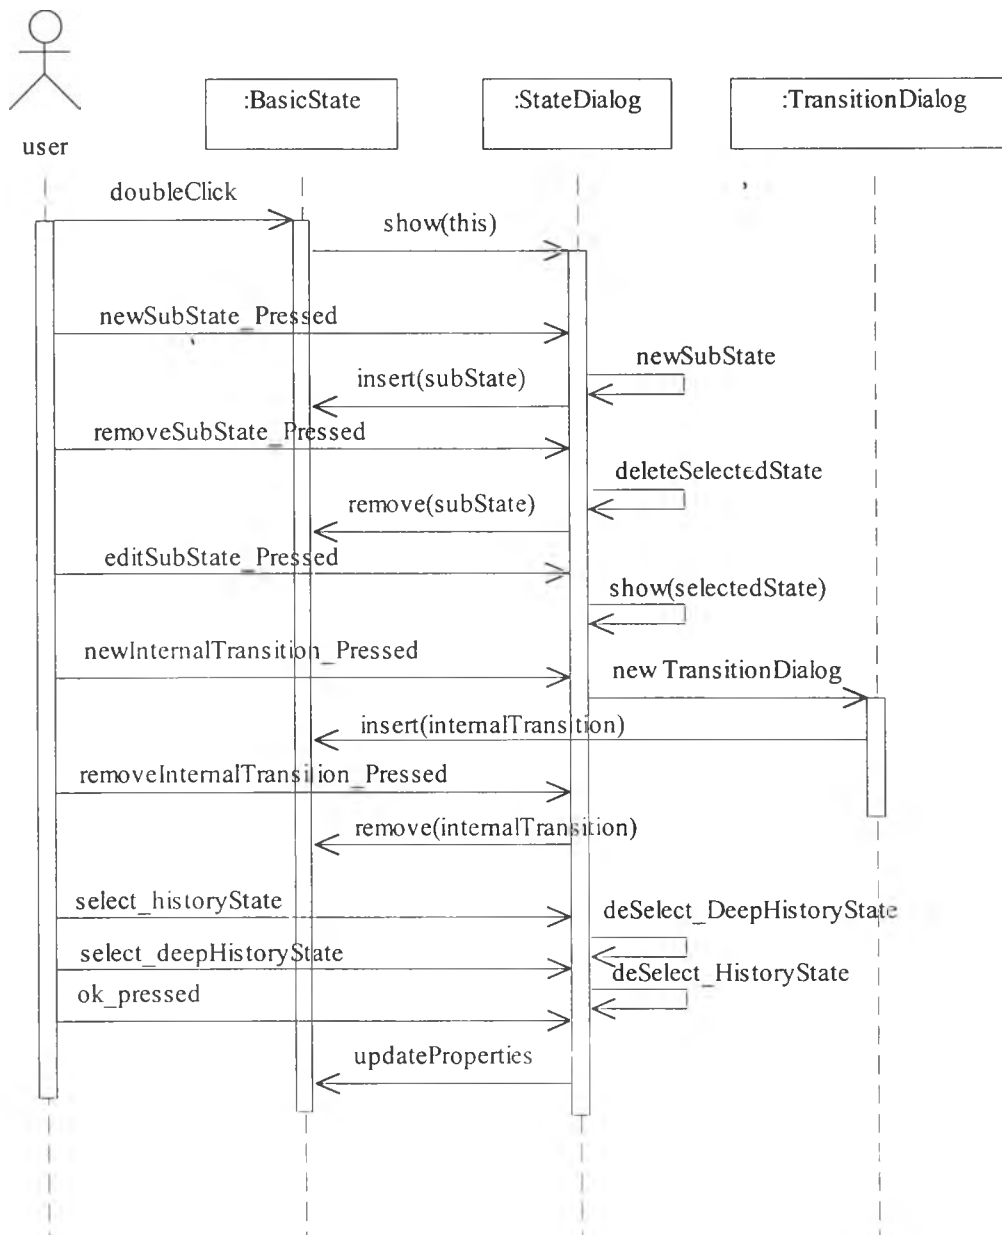 :BasicState
:StateDialog
:TransitionDialog
user
doubleClick
show(this)
newSubState_Pressed
newSubState
insert(subState)
removeSubState_Pressed
deleteSelectedState
remove(subState)
editSubState_Pressed
show(selectedState)
newInternalTransition_Pressed
new TransitionDialog
insert(internalTransition)
removeInternalTransition_Pressed
remove(internalTransition)
select_historyState
deSelect_DeepHistoryState
select_deepHistoryState
deSelect_HistoryState
ok_pressed
updateProperties